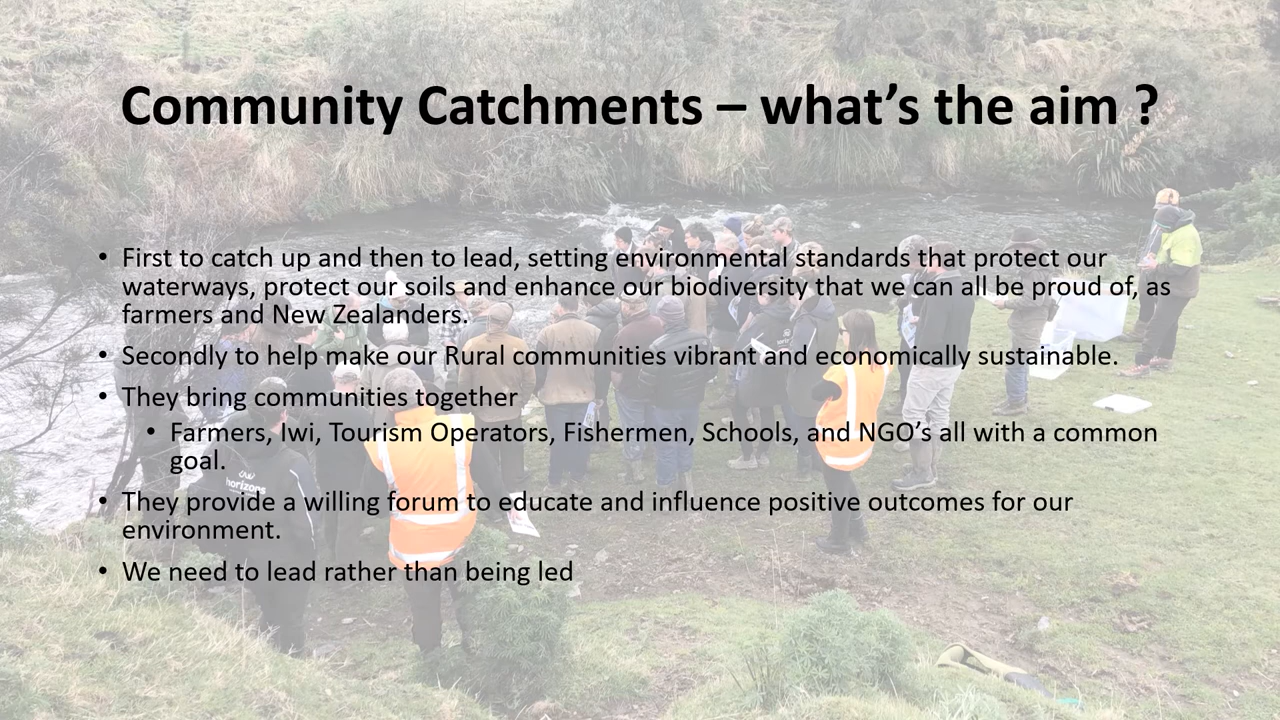 Community Catchments – what’s the aim ?
• First to catch up and then to lead, setting environmental standards that protect our
waterways, protect our soils and enhance our biodiversity that we can all be proud of, as
farmers and New Zealanders.
• Secondly to help make our Rural communities vibrant and economically sustainable.
• They bring communities together
• Farmers, Iwi, Tourism Operators, Fishermen, Schools, and NGO’s all with a common
goal.
horizons
• They provide a willing forum to educate and influence positive outcomes for our
environment.
• We need to lead rather than being led